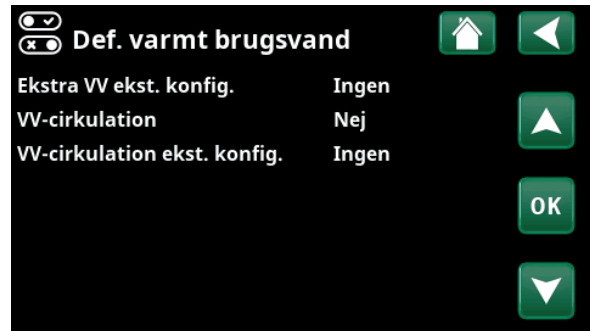 Def. varmt brugsvand
Ekstra VV ekst. konfig. Ingen
VV-cirkulation Nej
VV-cirkulation ekst. konfig. Ingen
OK